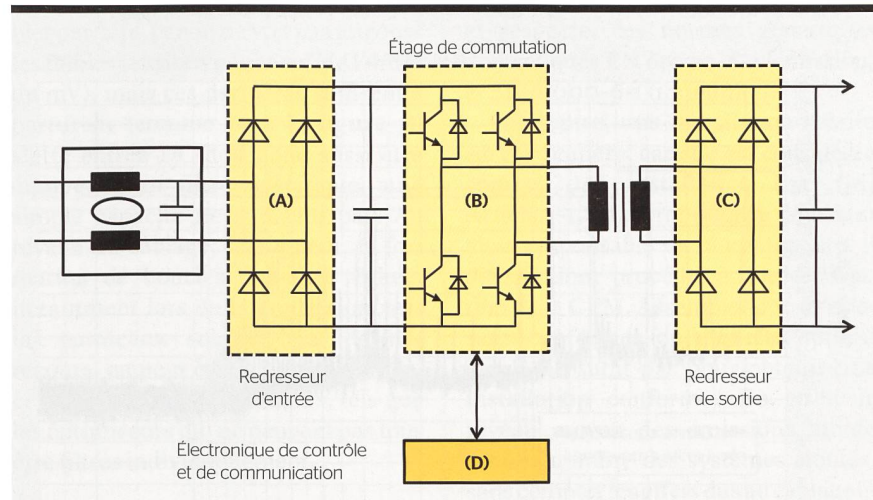 Étage de commutation
(A)
(B)
(C)
Redresseur
d'entrée
Redresseur
de sortie
Électronique de contrôle
et de communication
(D)